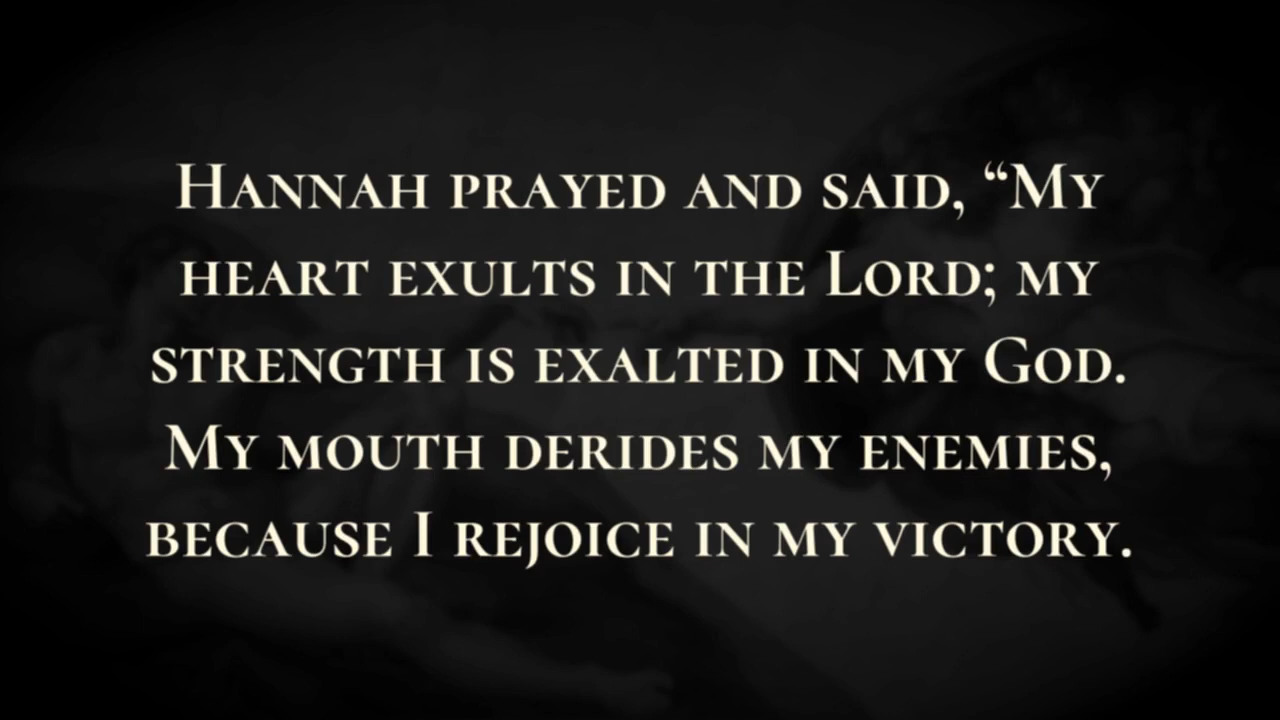 Hannah prayed and said, “My
heart exults in the Lord; my
strength is exalted in my God.
My mouth derides my enemies,
because I rejoice in my victory.